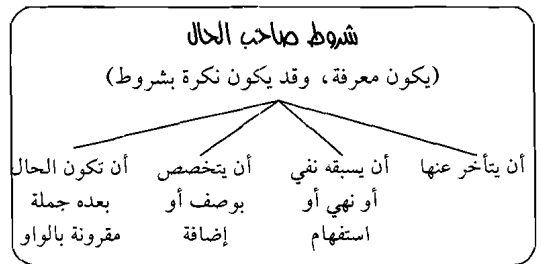 شروط صاحب الحال
(يكون معرفة، وقد يكون نكرة بشروط)
أن يتأخر عنها
أن يسبقه نفي
أو نهي أو
استفهام
أن يتخصص
بوصف أو
إضافة
أن تكون الحال
بعده جملة
مقرونة بالواو